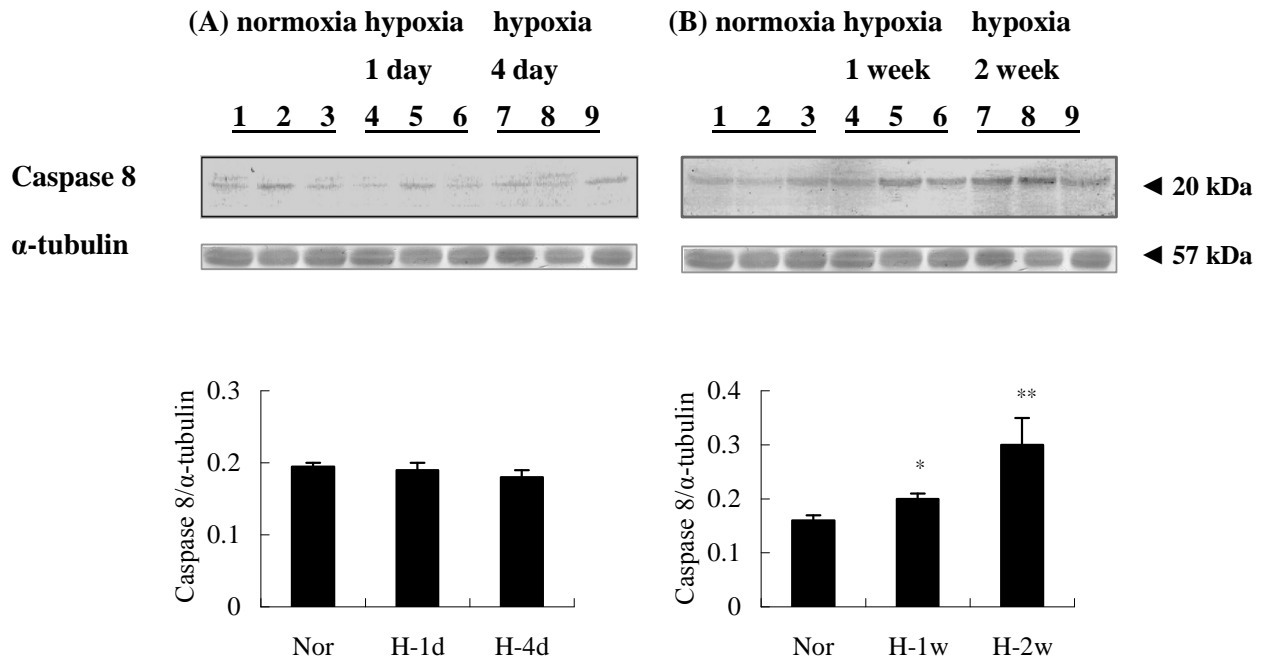 (A) normoxia hypoxia hypoxia
1 day 4 day
1 2 3 4 5 6 7 8 9
(B) normoxia hypoxia hypoxia
1 week 2 week
1 2 3 4 5 6 7 8 9
Caspase 8
◄ 20 kDa
α-tubulin
◄ 57 kDa
Caspase 8/α-tubulin
0.3
0.2
0.1
0
Nor H-1d H-4d
Caspase 8/α-tubulin
0.4
0.3
0.2
0.1
0
*
**
Nor H-1w H-2w